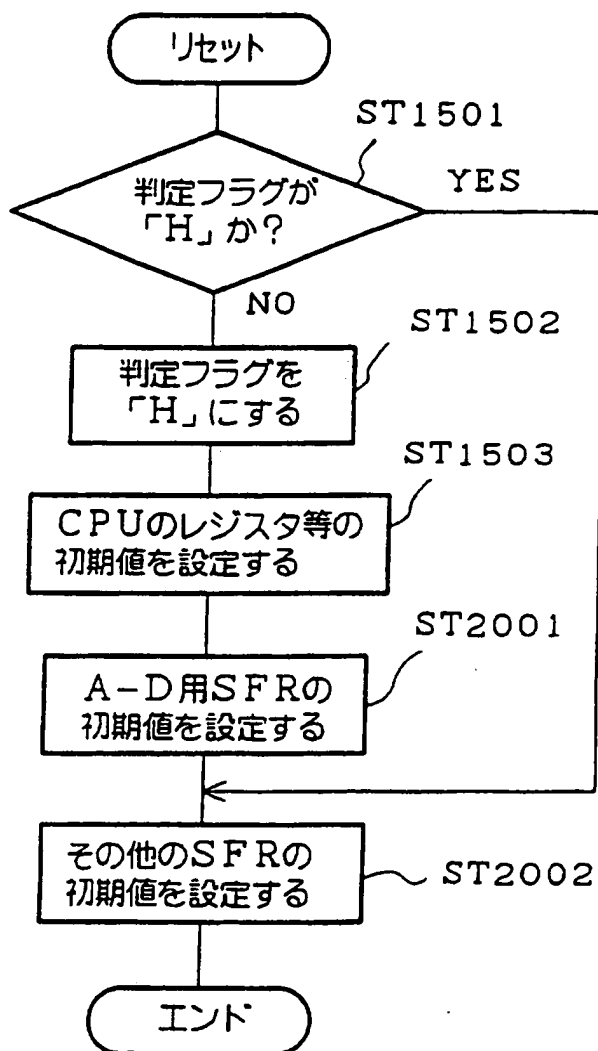 リセット
ST1501
判定フラグが
「H」か?
YES
NO
ST1502
判定フラグを
「H」にする
ST1503
CPUのレジスタ等の
初期値を設定する
ST2001
A-D用SFRの
初期値を設定する
その他のSFRの
初期値を設定する
ST2002
エンド